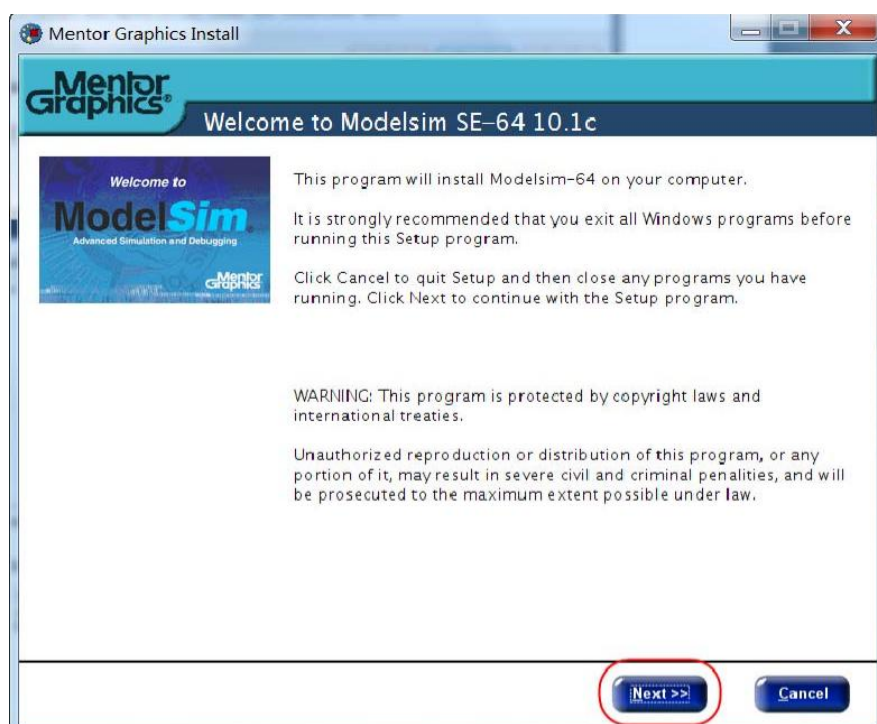 Mentor Graphics Install
Mentor
Graphics®
Welcome to Modelsim SE-64 10.1c
Welcome to
ModelSim
Advanced Simulation and Debugging
Mentor
Graphics
This program will install Modelsim-64 on your computer.
It is strongly recommended that you exit all Windows programs before
running this Setup program.
Click Cancel to quit Setup and then close any programs you have
running. Click Next to continue with the Setup program.
WARNING: This program is protected by copyright laws and
international treaties.
Unauthorized reproduction or distribution of this program, or any
portion of it, may result in severe civil and criminal penalities, and will
be prosecuted to the maximum extent possible under law.
Next >>
Cancel